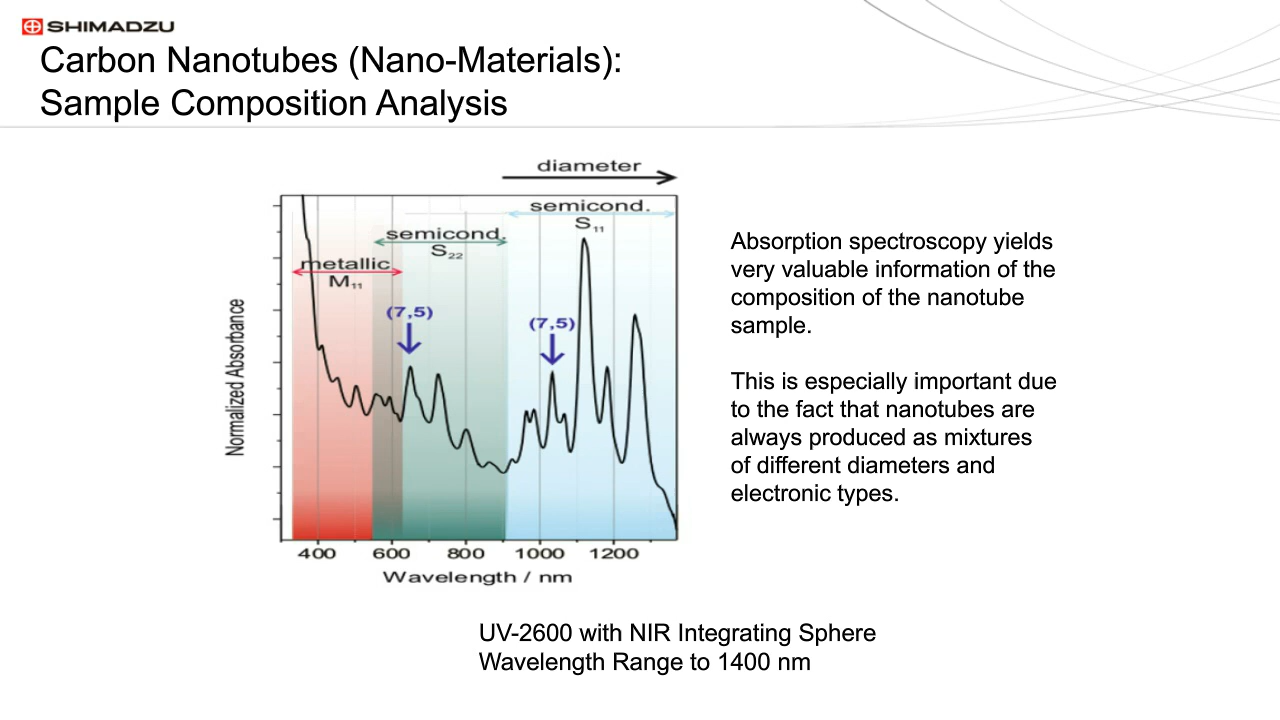 SHIMADZU
Carbon Nanotubes (Nano-Materials):
Sample Composition Analysis
diameter
semicond.
S₁₁
semicond.
S₂₂
metallic
M₁₁
(7,5)
(7,5)
Normalized Absorbance
400 600 800 1000 1200
Wavelength / nm
Absorption spectroscopy yields
very valuable information of the
composition of the nanotube
sample.
This is especially important due
to the fact that nanotubes are
always produced as mixtures
of different diameters and
electronic types.
UV-2600 with NIR Integrating Sphere
Wavelength Range to 1400 nm